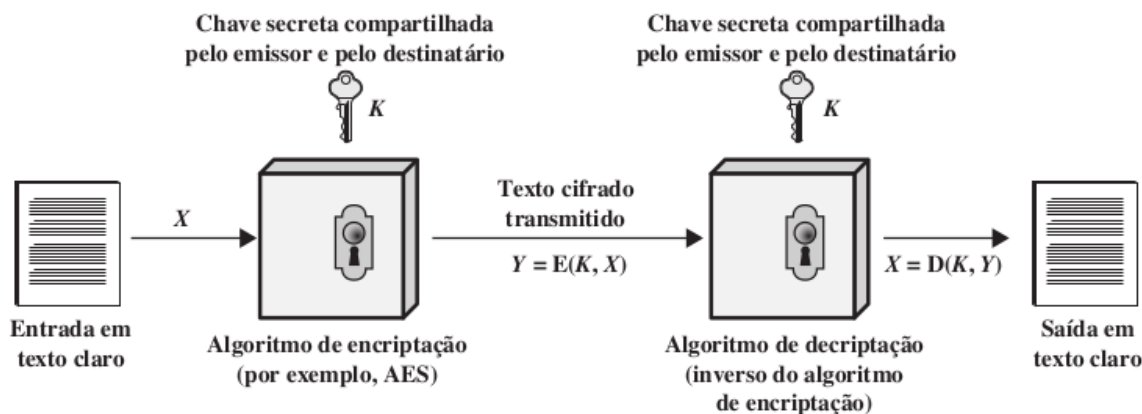 Chave secreta compartilhada
pelo emissor e pelo destinatário
K
Chave secreta compartilhada
pelo emissor e pelo destinatário
K
X
Texto cifrado
transmitido
Y = E(K, X)
X = D(K, Y)
Entrada em
texto claro
Algoritmo de encriptação
(por exemplo, AES)
Algoritmo de decriptação
(inverso do algoritmo
de encriptação)
Saída em
texto claro